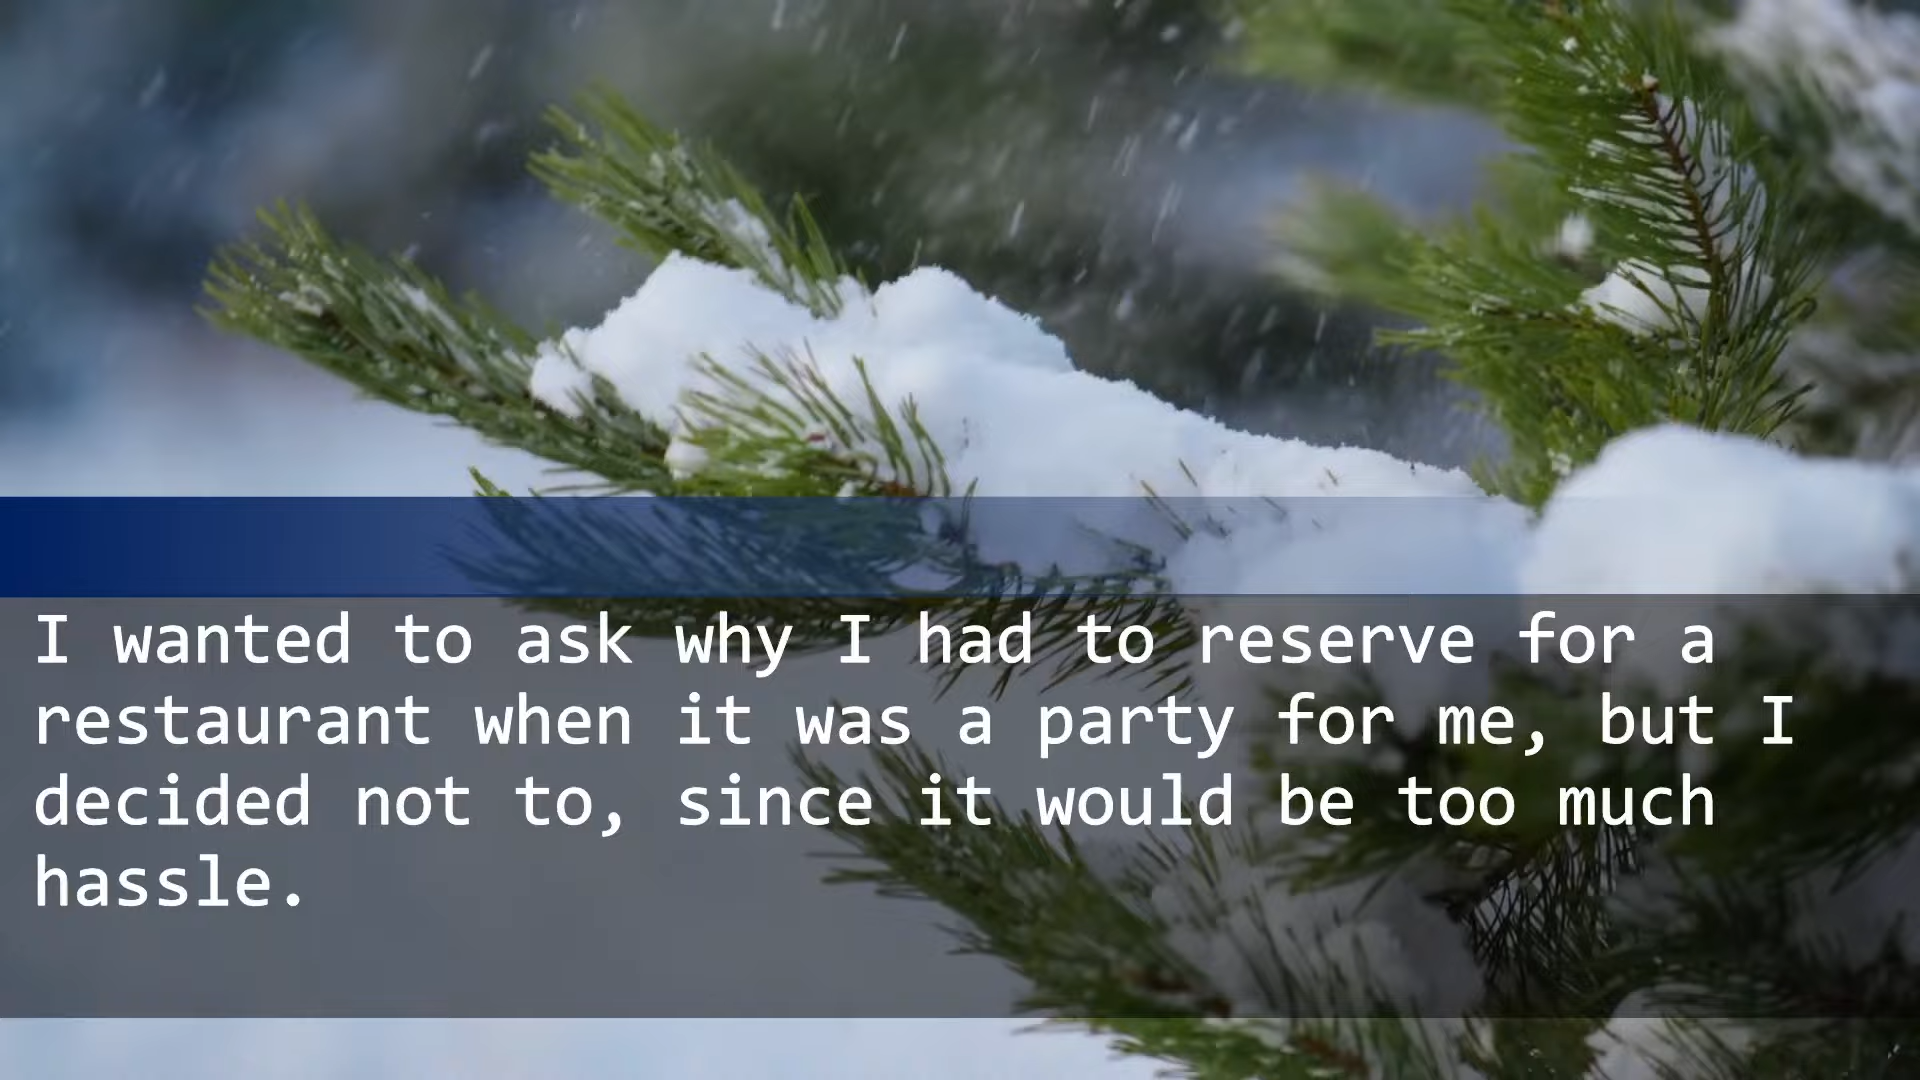 I wanted to ask why I had to reserve for a
restaurant when it was a party for me, but I
decided not to, since it would be too much
hassle.